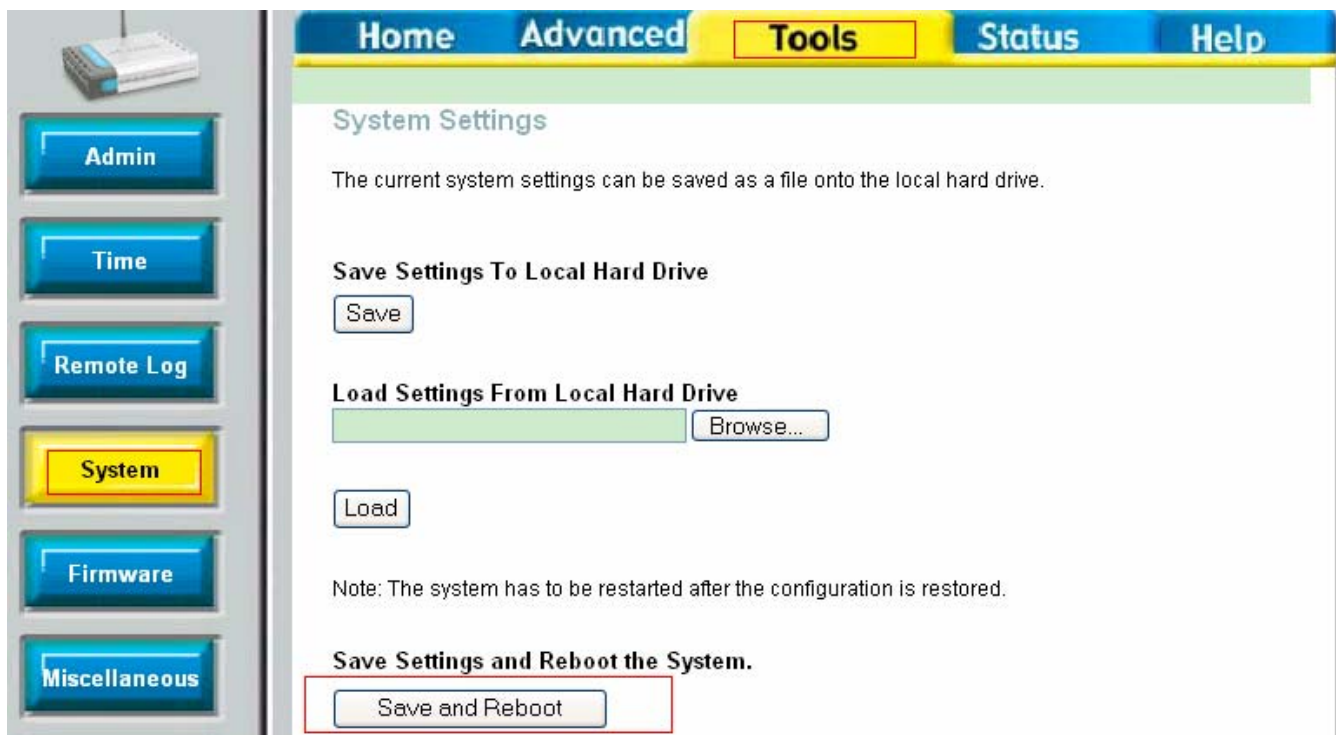 Home Advanced Tools Status Help
Admin
Time
Remote Log
System
Firmware
Miscellaneous
System Settings
The current system settings can be saved as a file onto the local hard drive.
Save Settings To Local Hard Drive
Save
Load Settings From Local Hard Drive
Browse...
Load
Note: The system has to be restarted after the configuration is restored.
Save Settings and Reboot the System.
Save and Reboot